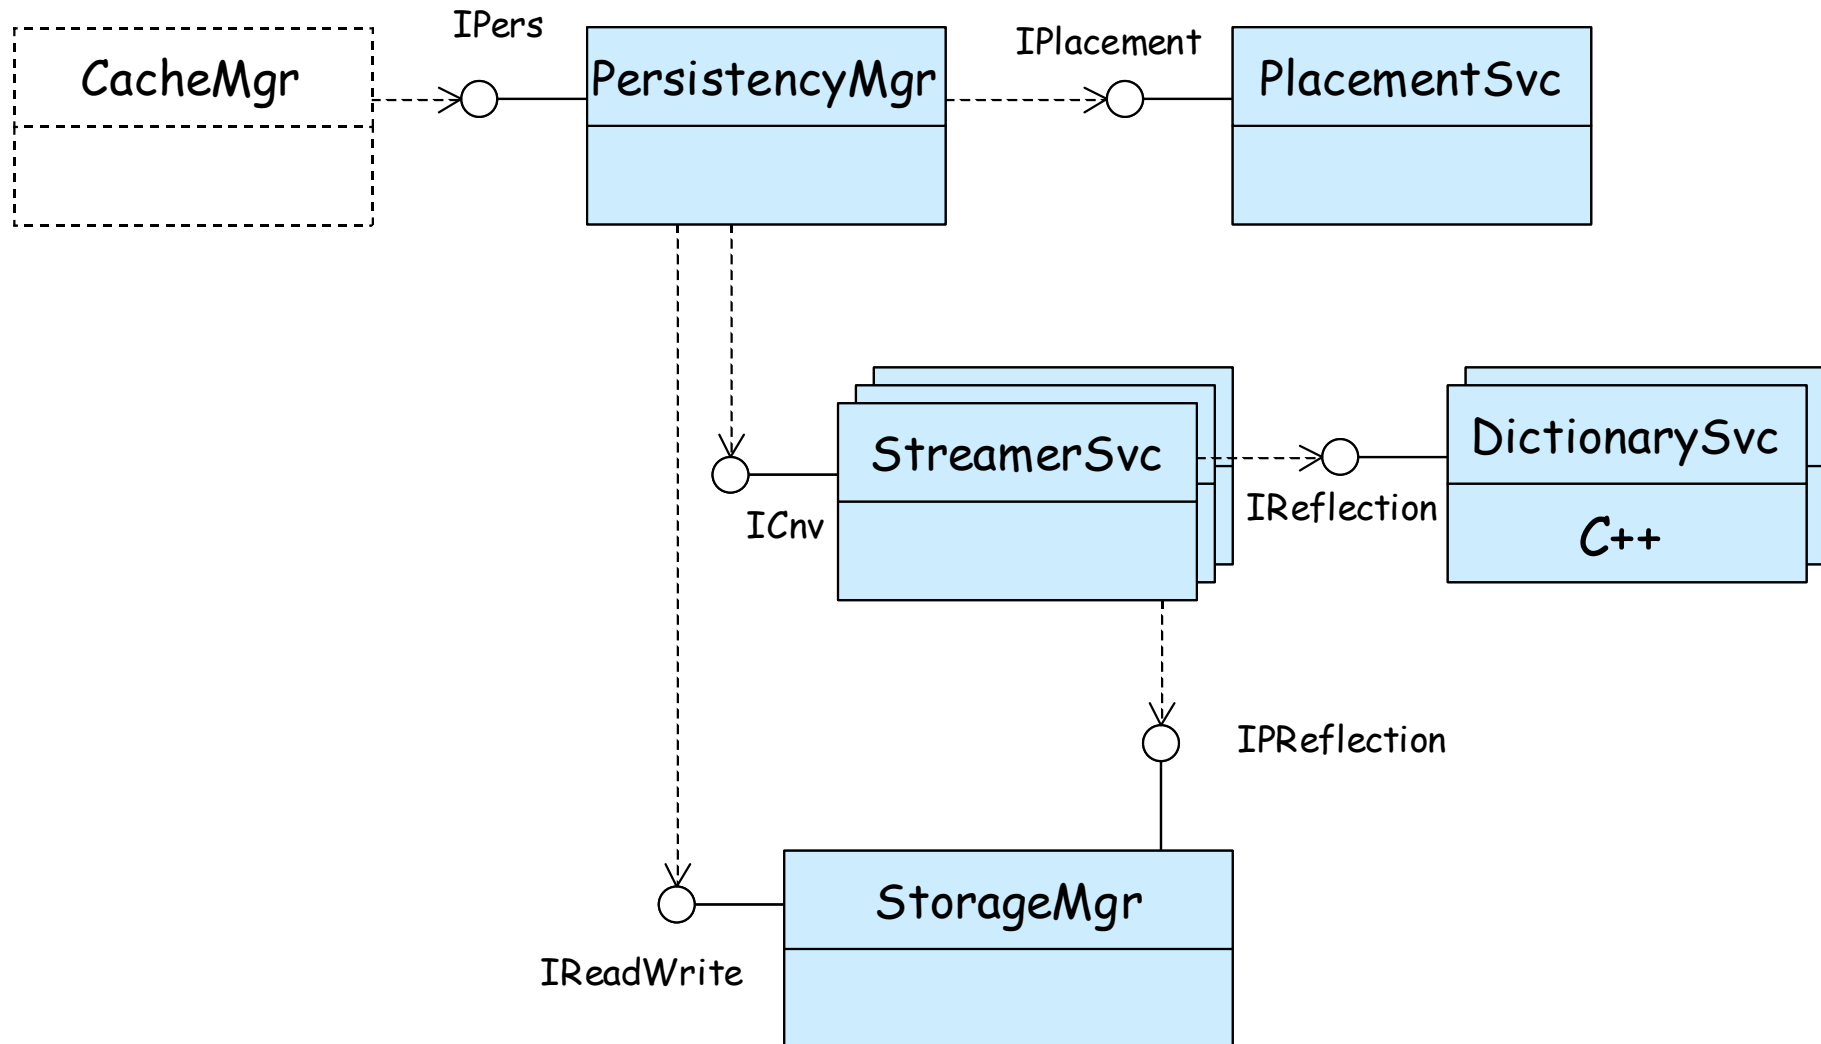 IPers
IPlacement
CacheMgr
PersistencyMgr
PlacementSvc
StreamerSvc
DictionarySvc
ICnv
IReflection
C++
IPReflection
StorageMgr
IReadWrite